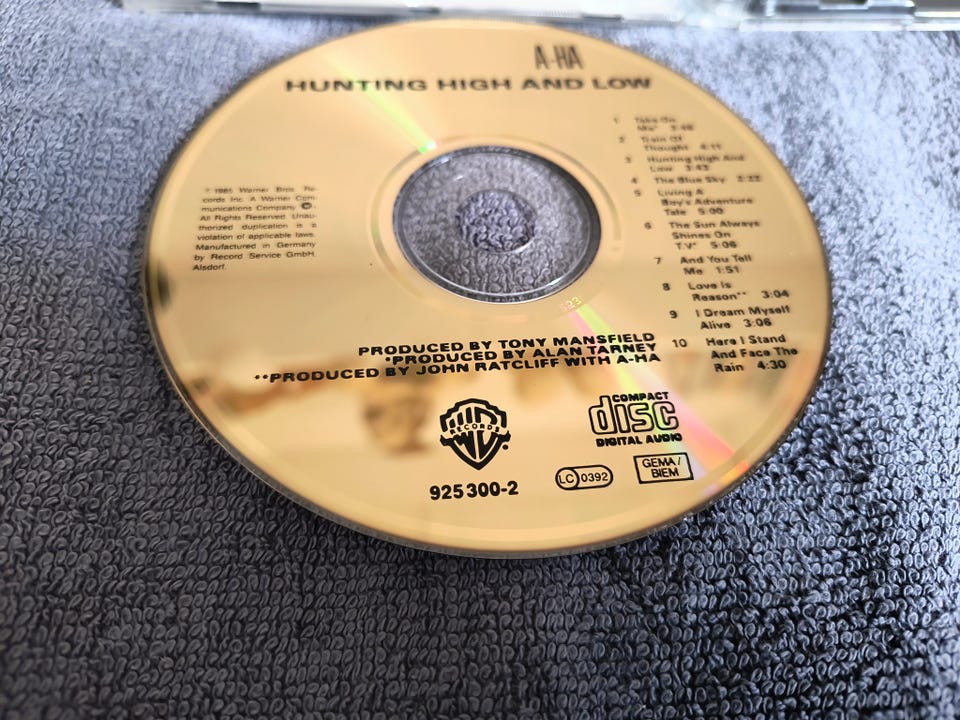 A-HA
HUNTING HIGH AND LOW
1 Take On
Me* 3:48
2 Train Of
Thought 4:11
3 Hunting High And
Low 3:43
4 The Blue Sky
5 Living A
Boy's Adventure
Tale 5:00
6 The Sun Always
Shines On
T.V.* 5:06
7 And You Tell
Me 1:51
8 Love Is
Reason** 3:04
9 I Dream Myself
Alive 3:06
10 Here I Stand
And Face The
Rain 4:30
℗ 1985 Warner Bros. Re-
cords Inc. A Warner Com-
munications Company.
All Rights Reserved. Unau-
thorized duplication is a
violation of applicable laws.
Manufactured in Germany
by Record Service GmbH,
Alsdorf.
PRODUCED BY TONY MANSFIELD
*PRODUCED BY ALAN TARNEY
**PRODUCED BY JOHN RATCLIFF WITH A-HA
RECORDS
925 300-2
COMPACT
disc
DIGITAL AUDIO
LC 0392
GEMA/
BIEM